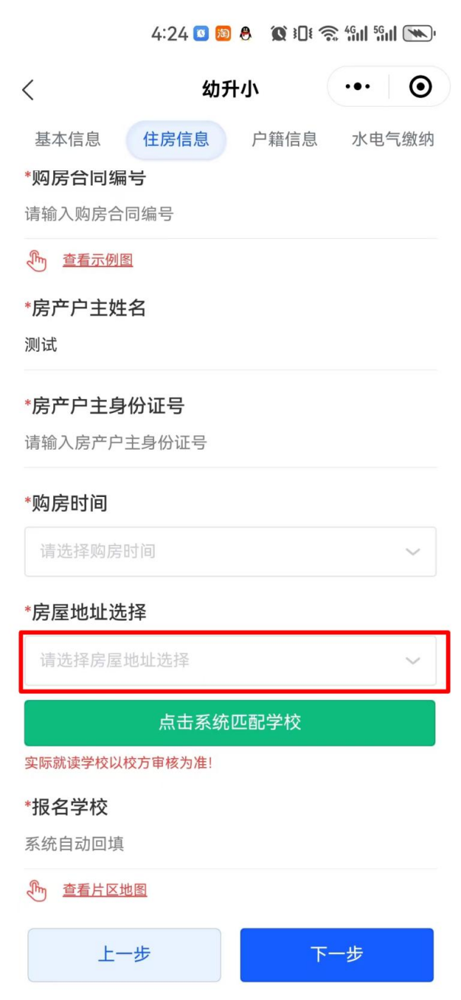 4:24 淘 4G 5G
幼升小
基本信息 住房信息 户籍信息 水电气缴纳
*购房合同编号
请输入购房合同编号
查看示例图
*房产户主姓名
测试
*房产户主身份证号
请输入房产户主身份证号
*购房时间
请选择购房时间
*房屋地址选择
请选择房屋地址选择
点击系统匹配学校
实际就读学校以校方审核为准!
*报名学校
系统自动回填
查看片区地图
上一步 下一步